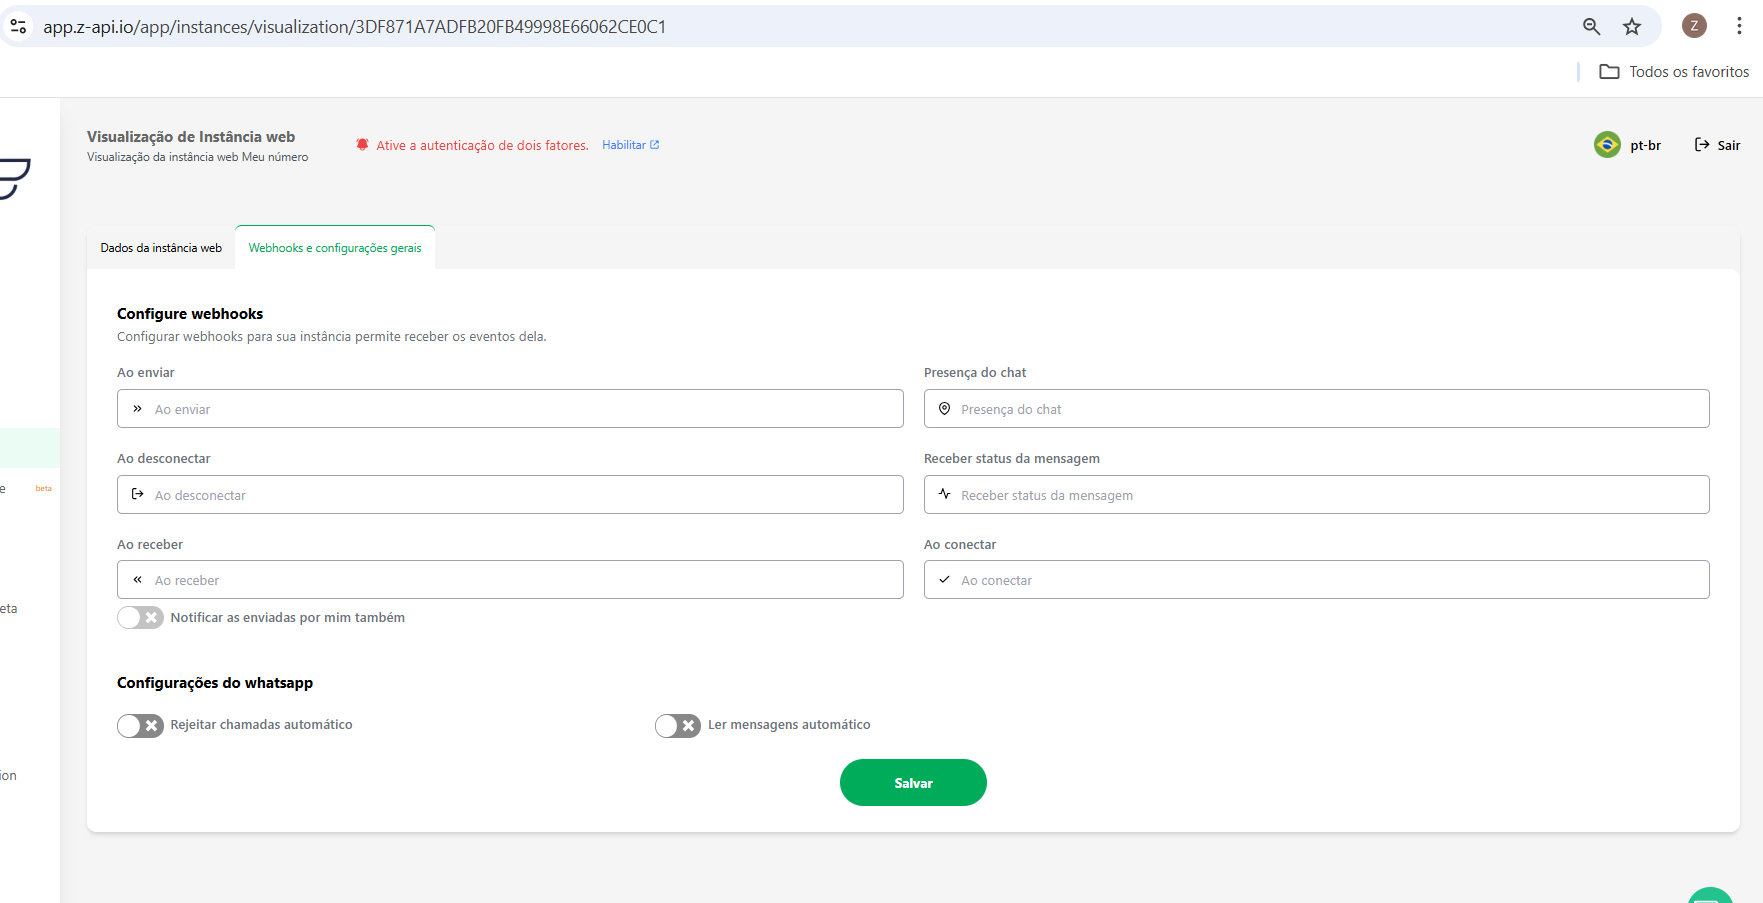 app.z-api.io/app/instances/visualization/3DF871A7ADFB20FB49998E66062CE0C1
Z
Todos os favoritos
Visualização de Instância web
Visualização da instância web Meu número
Ative a autenticação de dois fatores. Habilitar
pt-br
Sair
Dados da instância web
Webhooks e configurações gerais
Configure webhooks
Configurar webhooks para sua instância permite receber os eventos dela.
Ao enviar
Ao enviar
Presença do chat
Presença do chat
Ao desconectar
Ao desconectar
Receber status da mensagem
Receber status da mensagem
Ao receber
Ao receber
Ao conectar
Ao conectar
Notificar as enviadas por mim também
Configurações do whatsapp
Rejeitar chamadas automático
Ler mensagens automático
Salvar
e beta
eta
ion